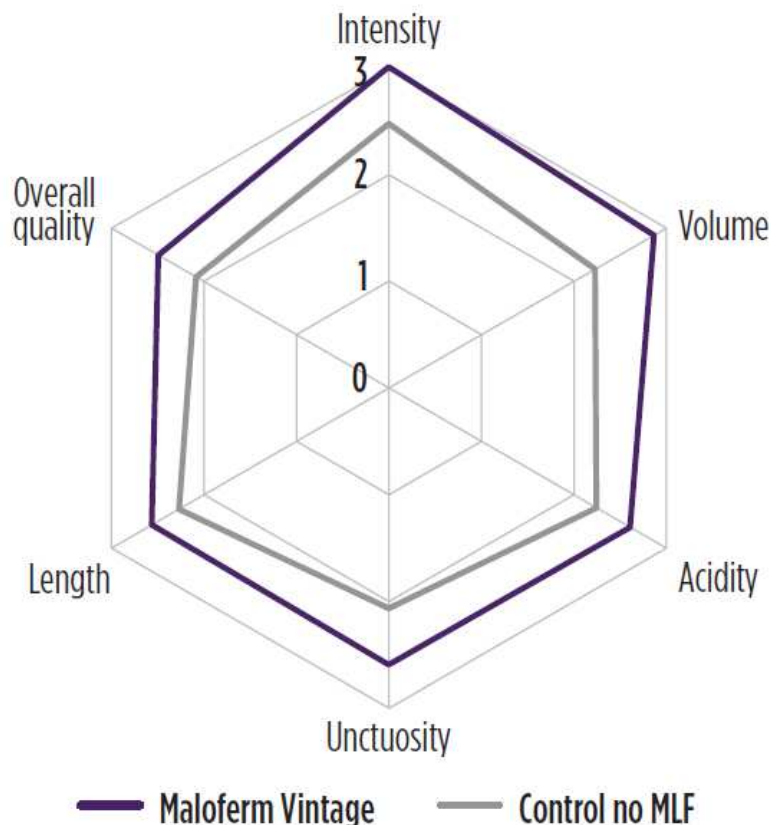 Intensity
3
2
1
0
Overall
quality
Volume
Length
Acidity
Unctuosity
Maloferm Vintage
Control no MLF